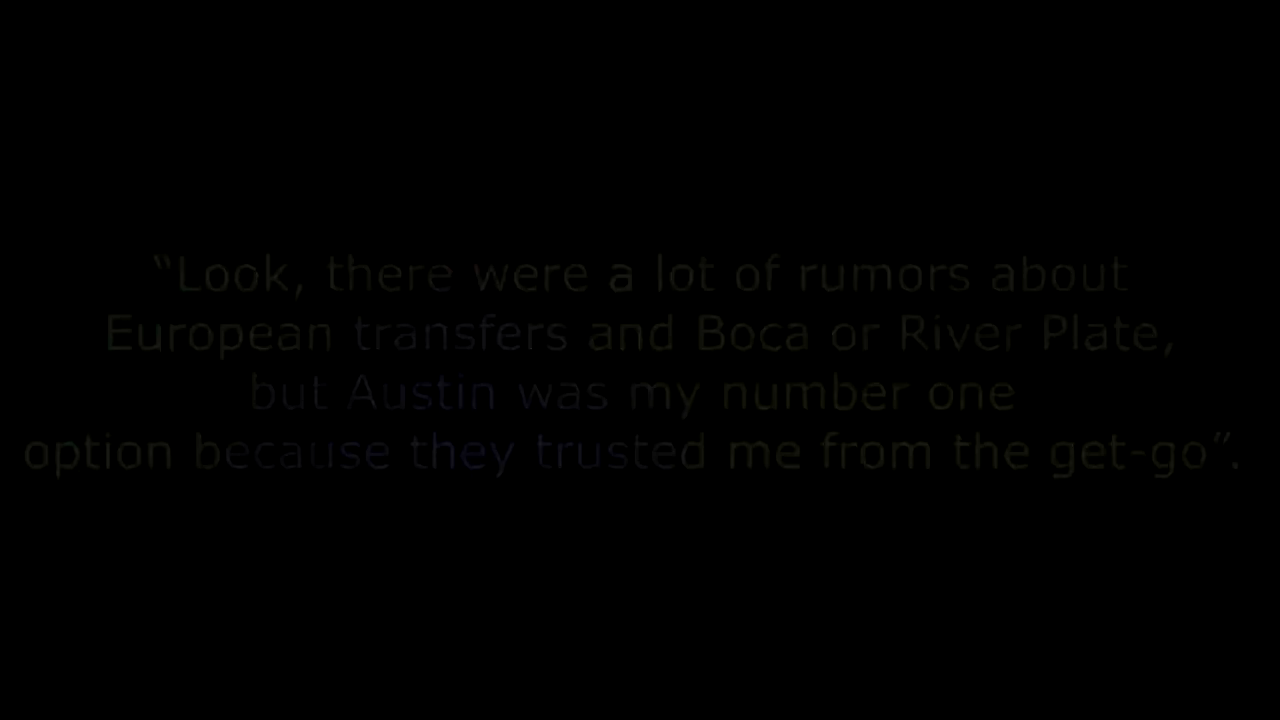 “Look, there were a lot of rumors about
European transfers and Boca or River Plate,
but Austin was my number one
option because they trusted me from the get-go”.